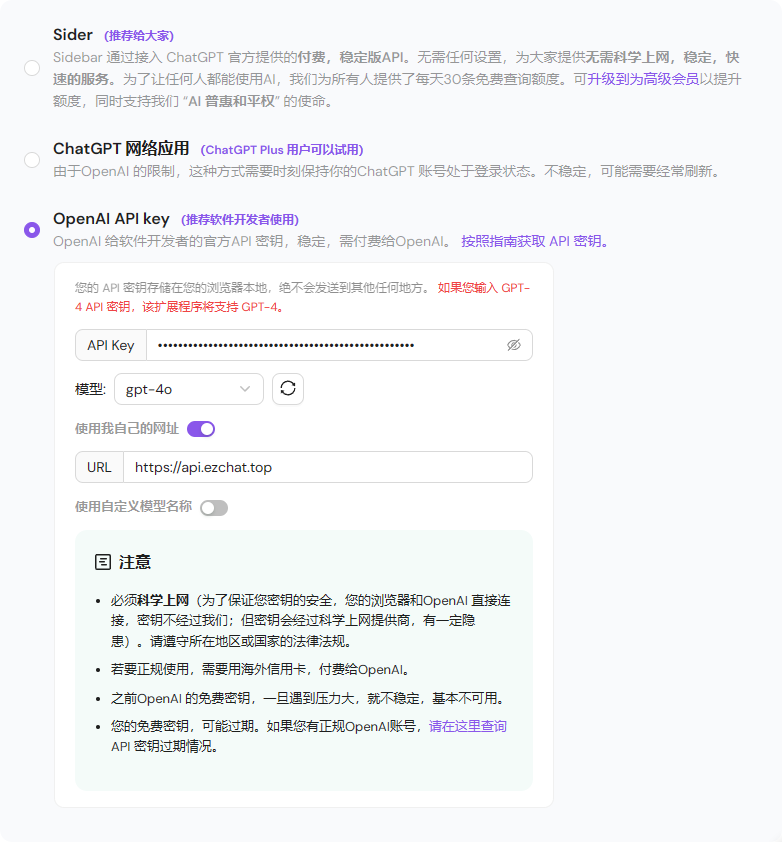 Sider (推荐给大家)
Sidebar 通过接入 ChatGPT 官方提供的付费，稳定版API。无需任何设置，为大家提供无需科学上网，稳定，快
速的服务。为了让任何人都能使用AI，我们为所有人提供了每天30条免费查询额度。可升级到为高级会员以提升
额度，同时支持我们 “AI 普惠和平权” 的使命。
ChatGPT 网络应用 (ChatGPT Plus 用户可以试用)
由于OpenAI 的限制，这种方式需要时刻保持你的ChatGPT 账号处于登录状态。不稳定，可能需要经常刷新。
OpenAI API key (推荐软件开发者使用)
OpenAI 给软件开发者的官方API 密钥，稳定，需付费给OpenAI。 按照指南获取 API 密钥。
您的 API 密钥存储在您的浏览器本地，绝不会发送到其他任何地方。 如果您输入 GPT-
4 API 密钥，该扩展程序将支持 GPT-4。
API Key
模型: gpt-4o
使用我自己的网址
URL https://api.ezchat.top
使用自定义模型名称
注意
• 必须科学上网（为了保证您密钥的安全，您的浏览器和OpenAI 直接连
接，密钥不经过我们；但密钥会经过科学上网提供商，有一定隐
患）。请遵守所在地区或国家的法律法规。
• 若要正规使用，需要用海外信用卡，付费给OpenAI。
• 之前OpenAI 的免费密钥，一旦遇到压力大，就不稳定，基本不可用。
• 您的免费密钥，可能过期。如果您有正规OpenAI账号，请在这里查询
API 密钥过期情况。